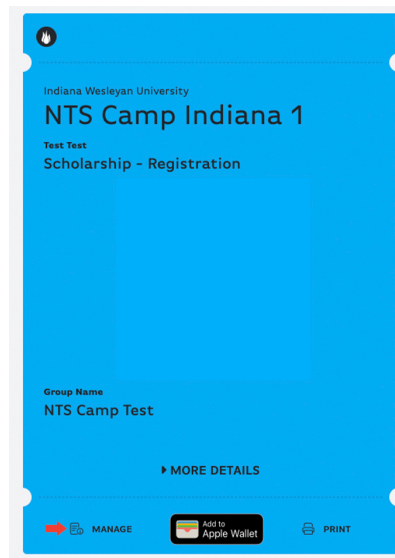 Indiana Wesleyan University
NTS Camp Indiana 1
Test Test
Scholarship - Registration
Group Name
NTS Camp Test
MORE DETAILS
MANAGE
Add to
Apple Wallet
PRINT